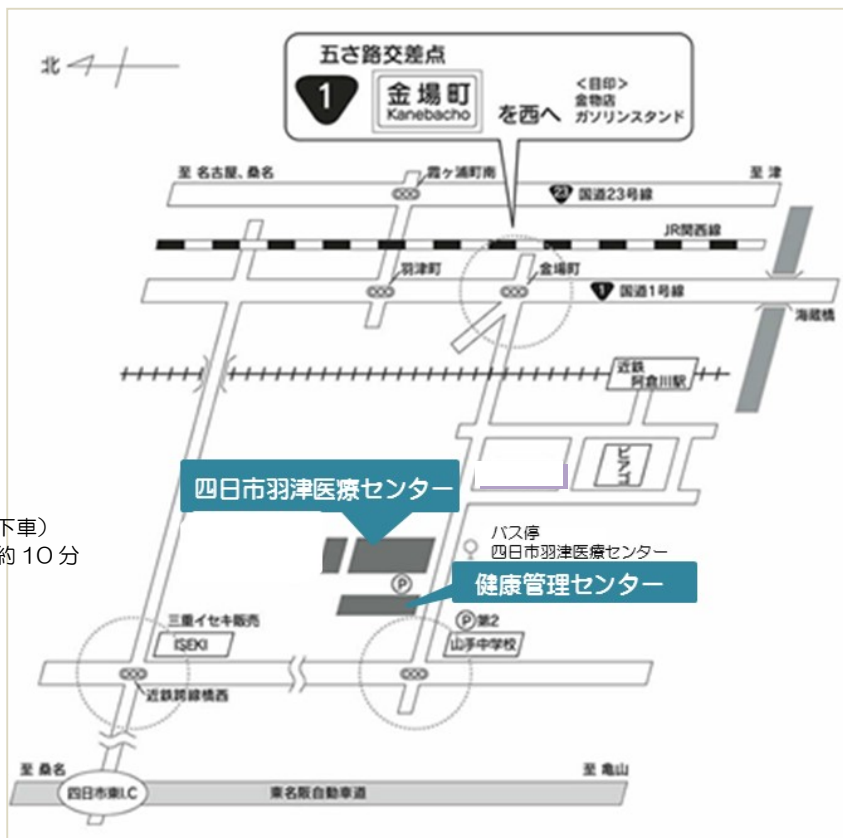 北
五さ路交差点
1
金場町
Kanebacho
を西へ
<目印>
金物店
ガソリンスタンド
至 名古屋、桑名
霞ヶ浦町南
至 津
23 国道23号線
JR関西線
羽津町
金場町
1 国道1号線
海蔵橋
近鉄
阿倉川駅
ピアゴ
四日市羽津医療センター
下車）
約10分
バス停
四日市羽津医療センター
P
健康管理センター
三重イセキ販売
ISEKI
P 第2
山手中学校
近鉄跨線橋西
至 桑名
至 亀山
四日市東I.C
東名阪自動車道